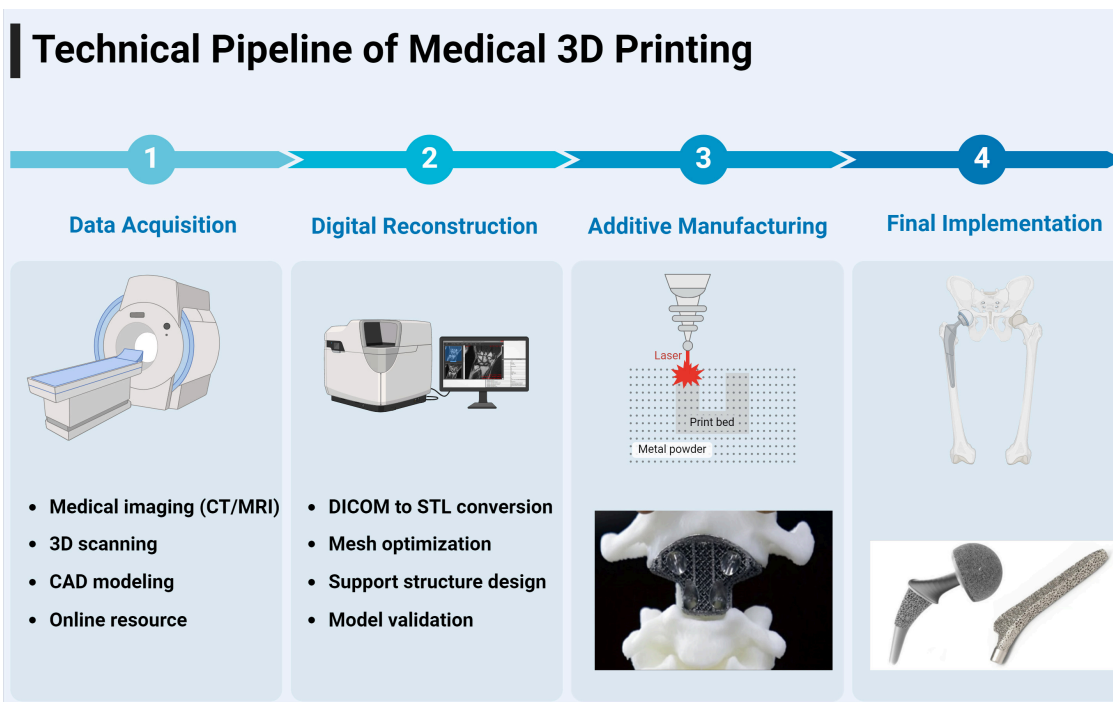 Technical Pipeline of Medical 3D Printing
1
2
3
4
Data Acquisition
Digital Reconstruction
Additive Manufacturing
Final Implementation
Laser
Print bed
Metal powder
• Medical imaging (CT/MRI)
• 3D scanning
• CAD modeling
• Online resource
• DICOM to STL conversion
• Mesh optimization
• Support structure design
• Model validation